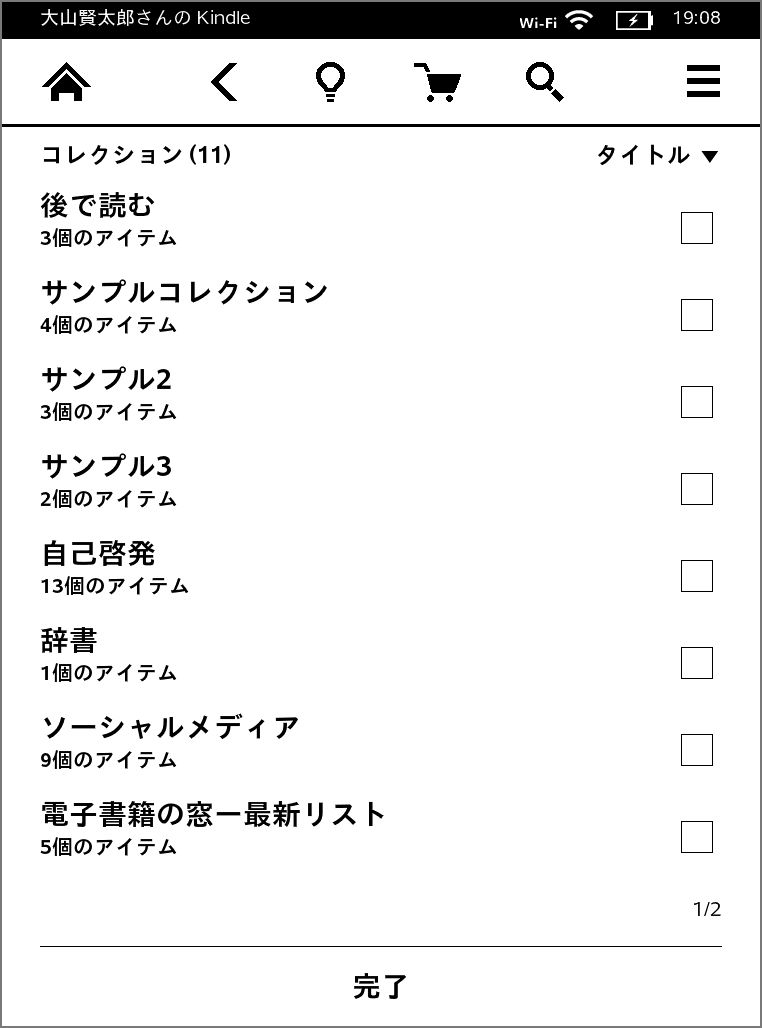 大山賢太郎さんの Kindle Wi-Fi 19:08
コレクション (11) タイトル ▼
後で読む
3個のアイテム
サンプルコレクション
4個のアイテム
サンプル2
3個のアイテム
サンプル3
2個のアイテム
自己啓発
13個のアイテム
辞書
1個のアイテム
ソーシャルメディア
9個のアイテム
電子書籍の窓ー最新リスト
5個のアイテム
1/2
完了